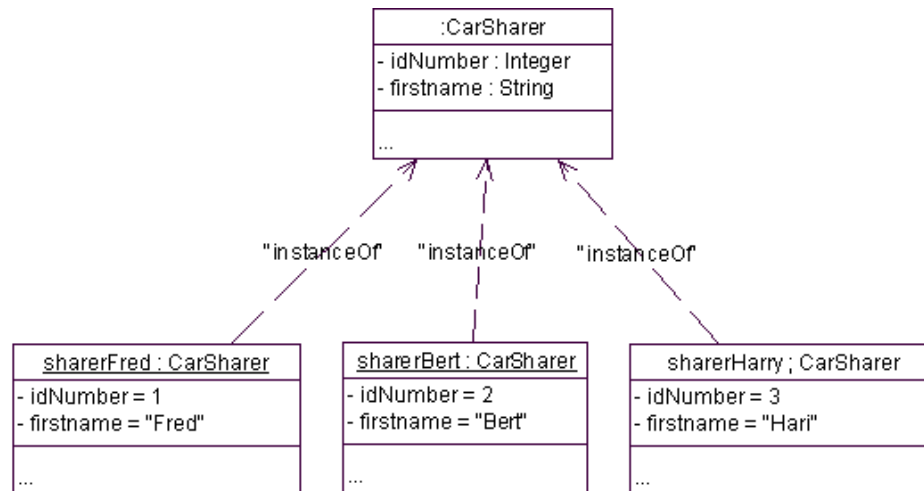 :CarSharer
- idNumber : Integer
- firstname : String
...
"instanceOf"
"instanceOf"
"instanceOf"
sharerFred : CarSharer
- idNumber = 1
- firstname = "Fred"
...
sharerBert : CarSharer
- idNumber = 2
- firstname = "Bert"
...
sharerHarry ; CarSharer
- idNumber = 3
- firstname = "Hari"
...